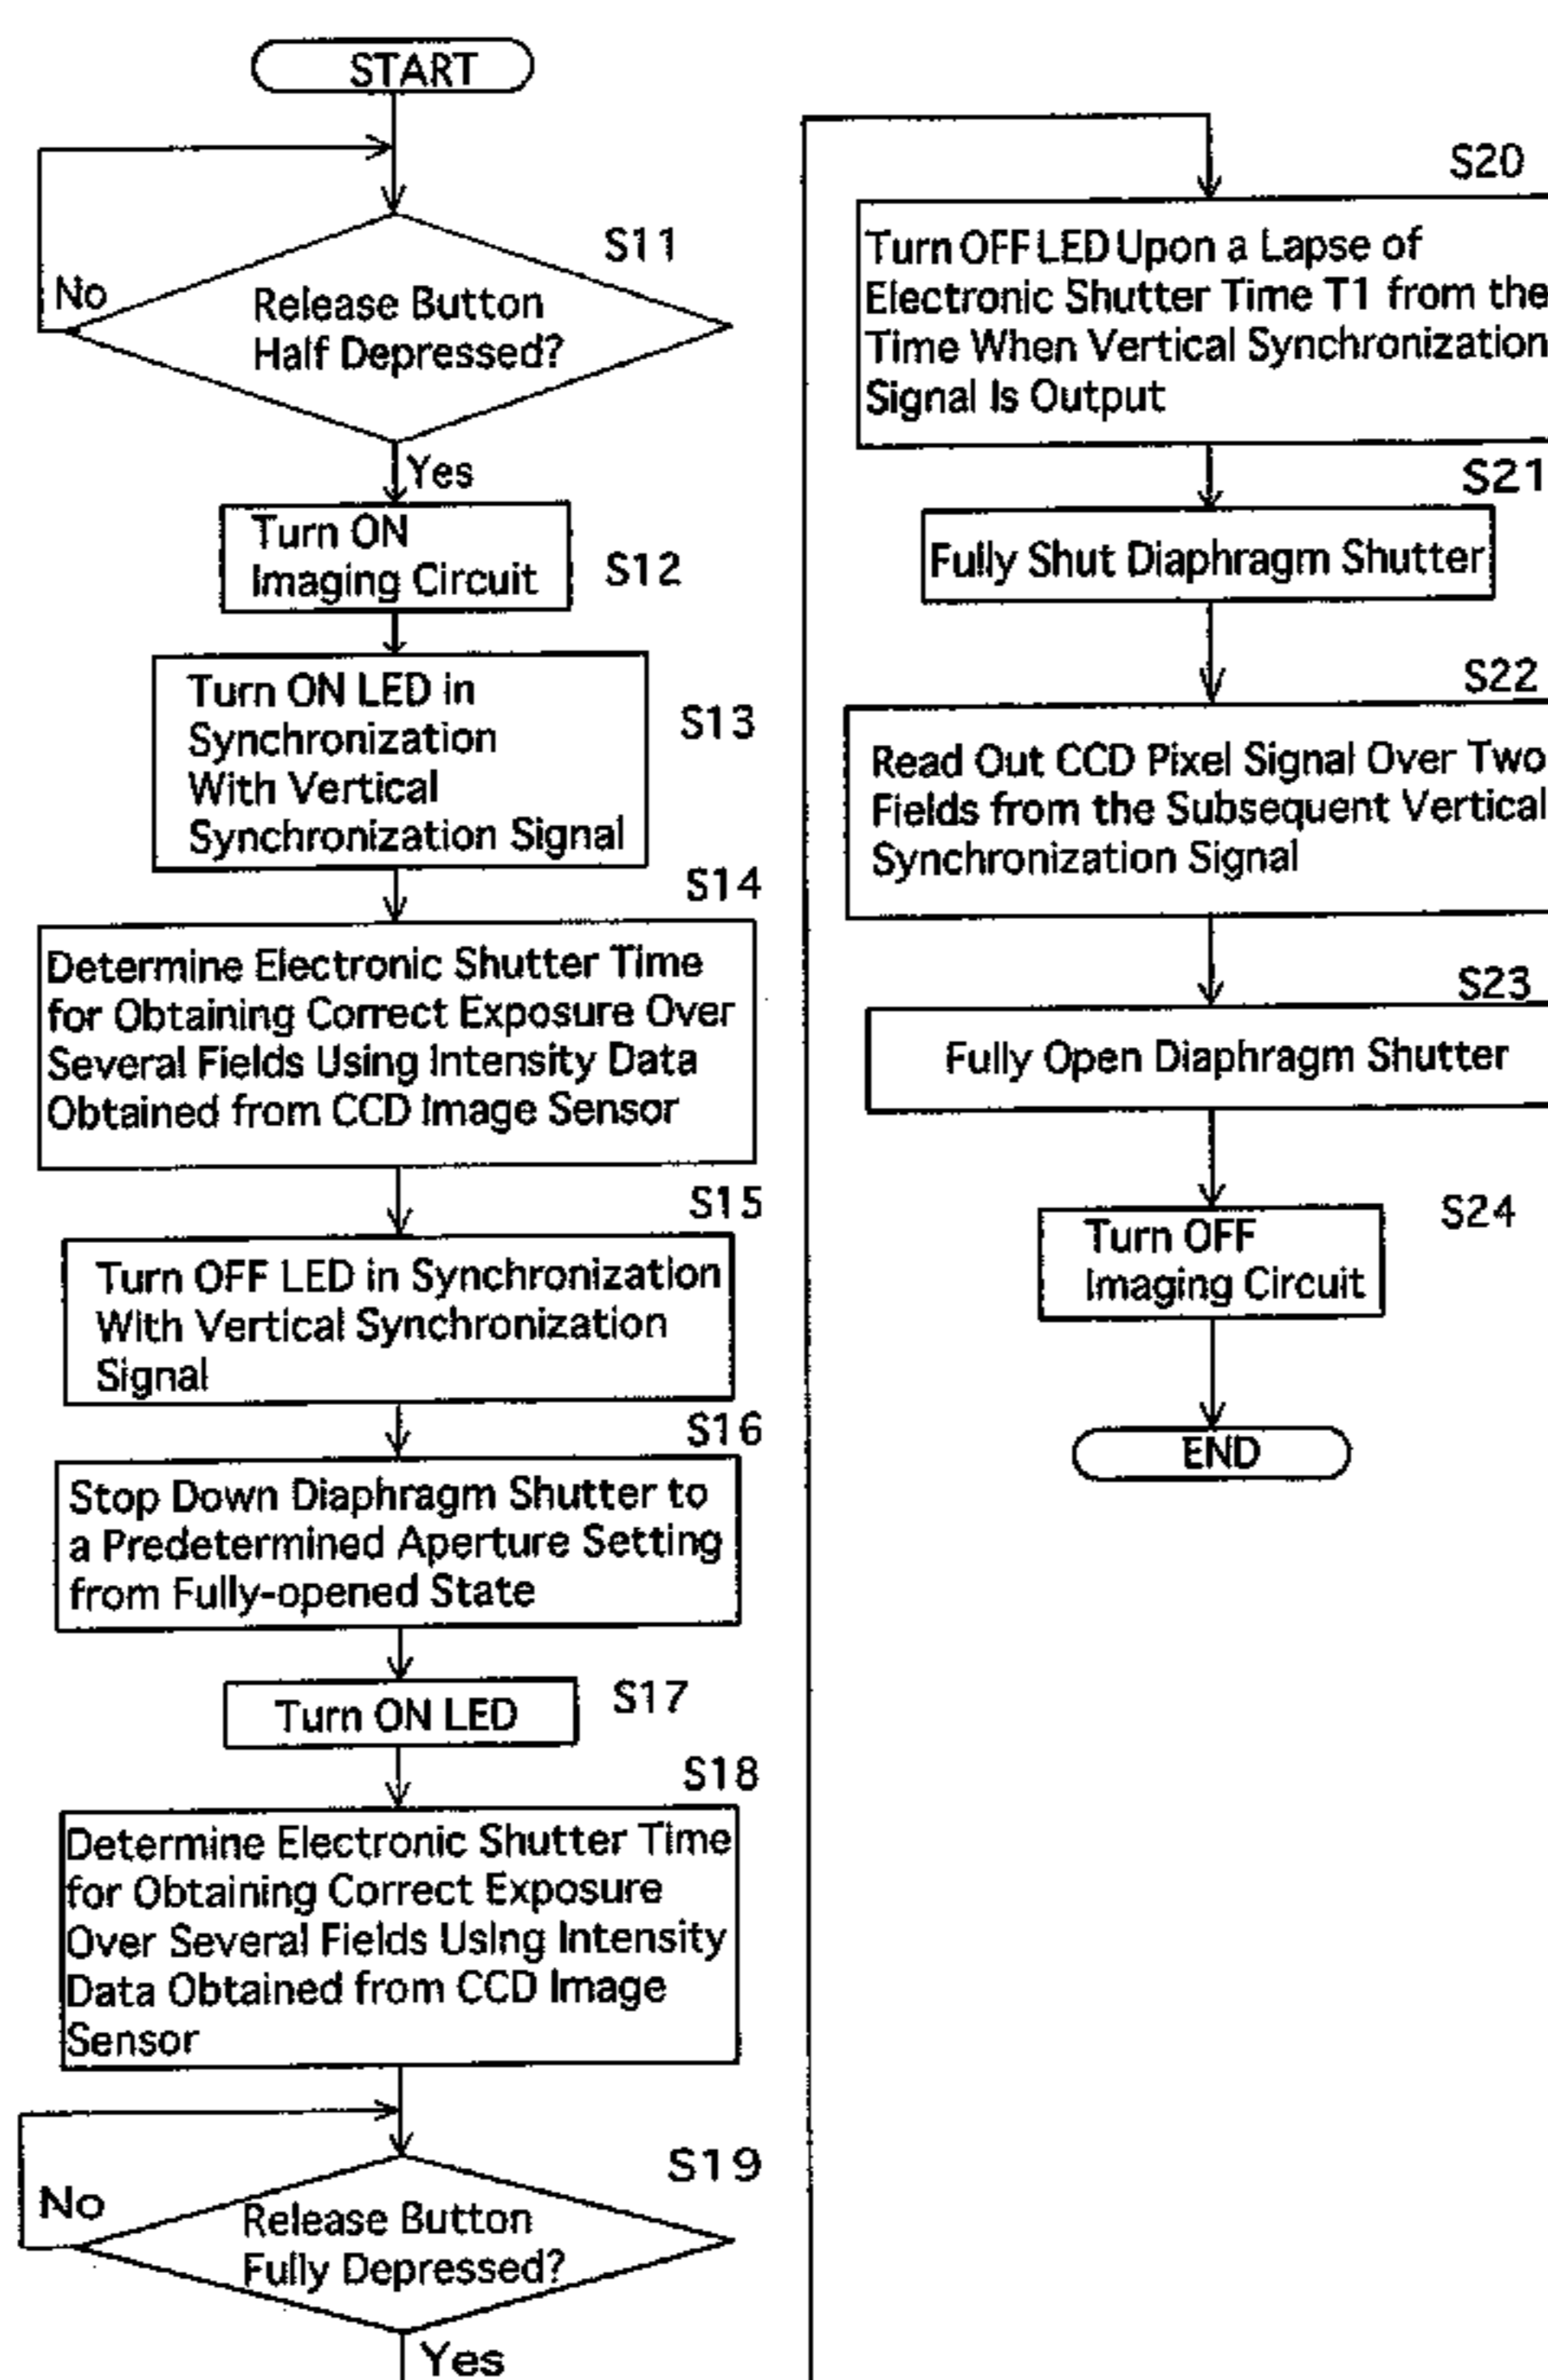 START
S11
No
Release Button
Half Depressed?
Yes
Turn ON
Imaging Circuit
S12
Turn ON LED in
Synchronization
With Vertical
Synchronization Signal
S13
S14
Determine Electronic Shutter Time
for Obtaining Correct Exposure Over
Several Fields Using Intensity Data
Obtained from CCD Image Sensor
S15
Turn OFF LED in Synchronization
With Vertical Synchronization
Signal
S16
Stop Down Diaphragm Shutter to
a Predetermined Aperture Setting
from Fully-opened State
Turn ON LED
S17
S18
Determine Electronic Shutter Time
for Obtaining Correct Exposure
Over Several Fields Using Intensity
Data Obtained from CCD Image
Sensor
S19
No
Release Button
Fully Depressed?
Yes
S20
Turn OFF LED Upon a Lapse of
Electronic Shutter Time T1 from the
Time When Vertical Synchronization
Signal Is Output
S21
Fully Shut Diaphragm Shutter
S22
Read Out CCD Pixel Signal Over Two
Fields from the Subsequent Vertical
Synchronization Signal
S23
Fully Open Diaphragm Shutter
S24
Turn OFF
Imaging Circuit
END